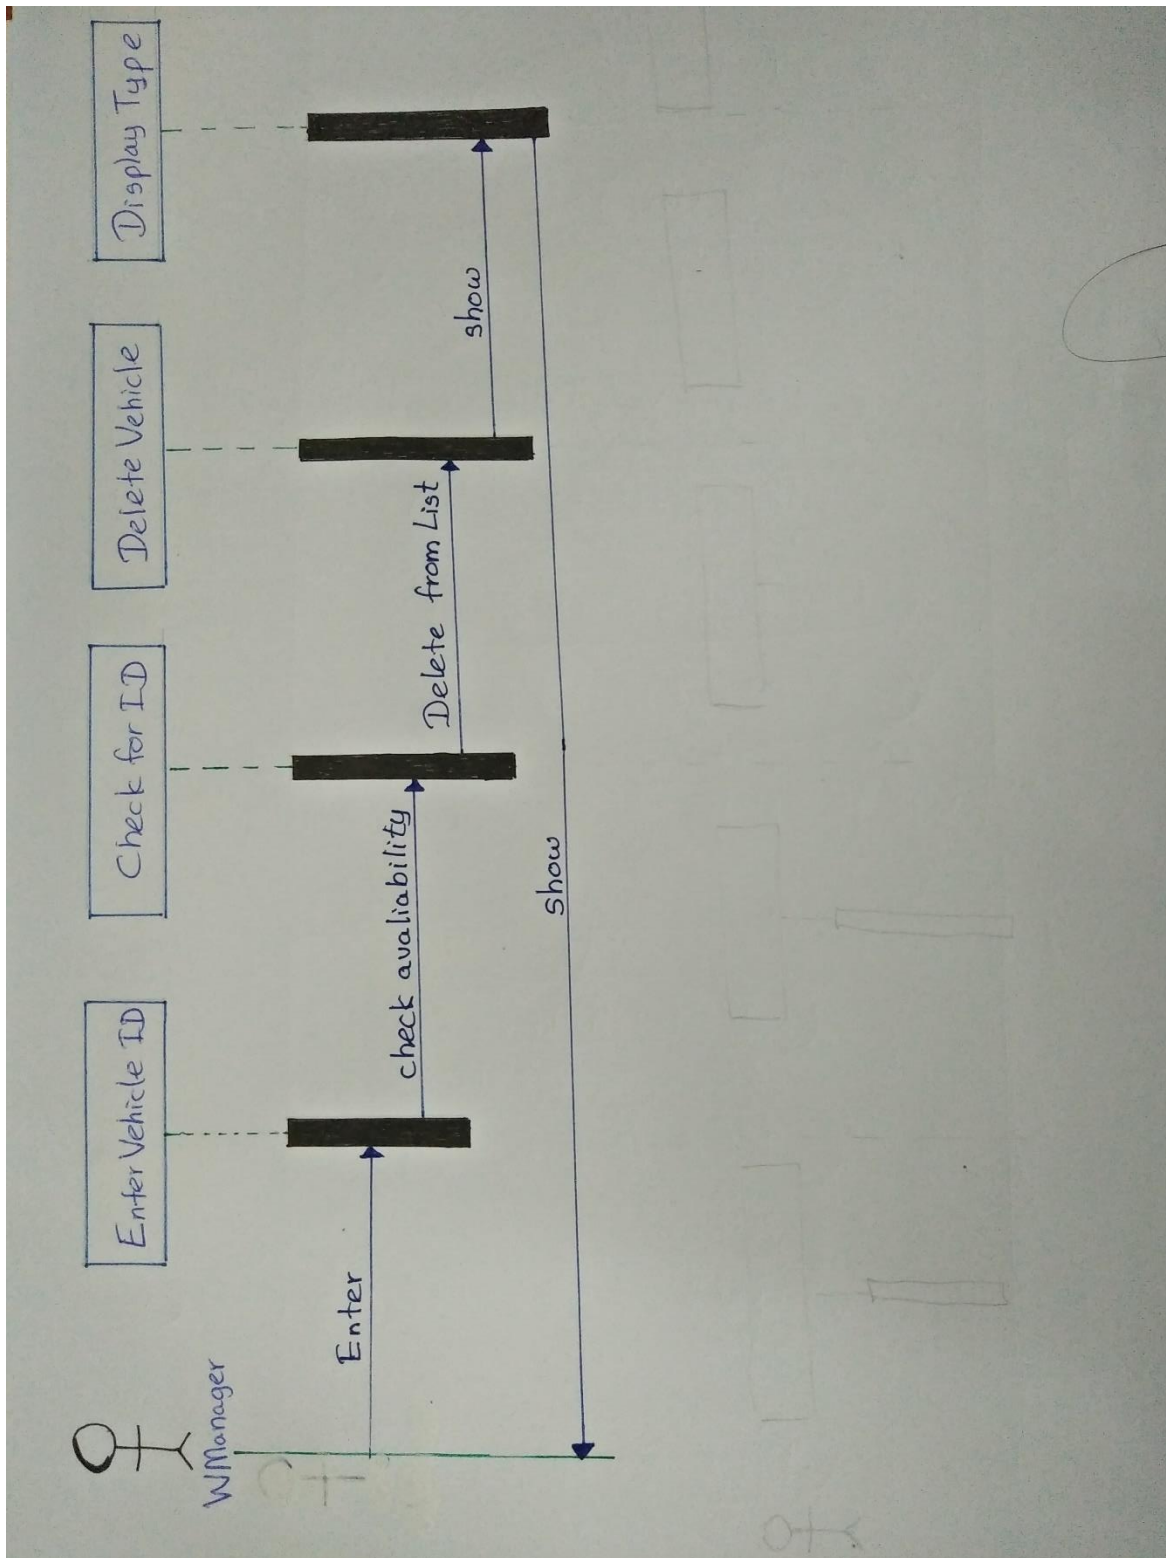 WManager
Enter Vehicle ID
Check for ID
Delete Vehicle
Display Type
Enter
check avaliability
Delete from List
show
show